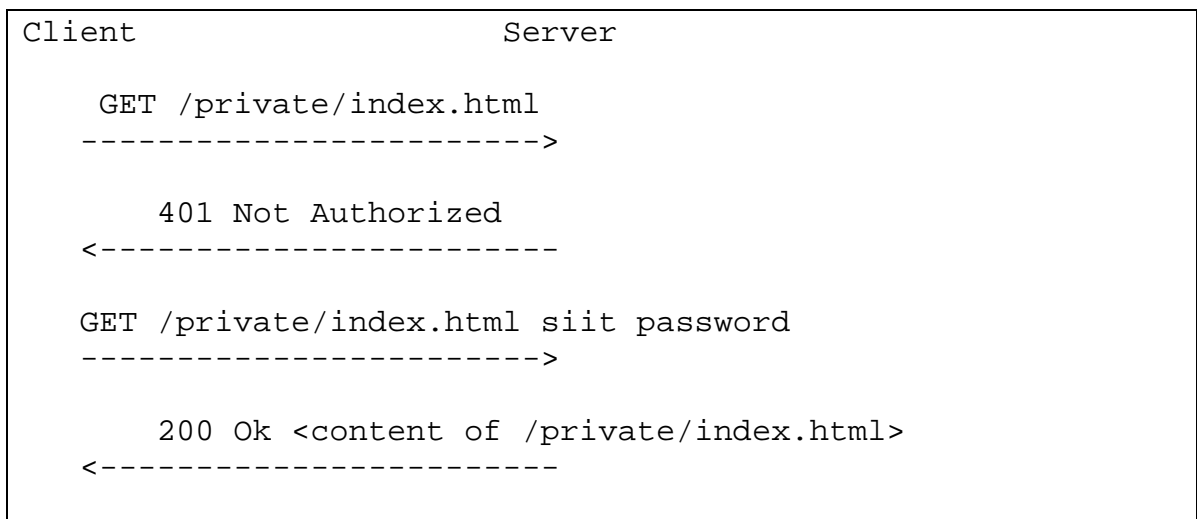 Client Server
GET /private/index.html
------------------------>
401 Not Authorized
<------------------------
GET /private/index.html siit password
------------------------>
200 Ok <content of /private/index.html>
<------------------------